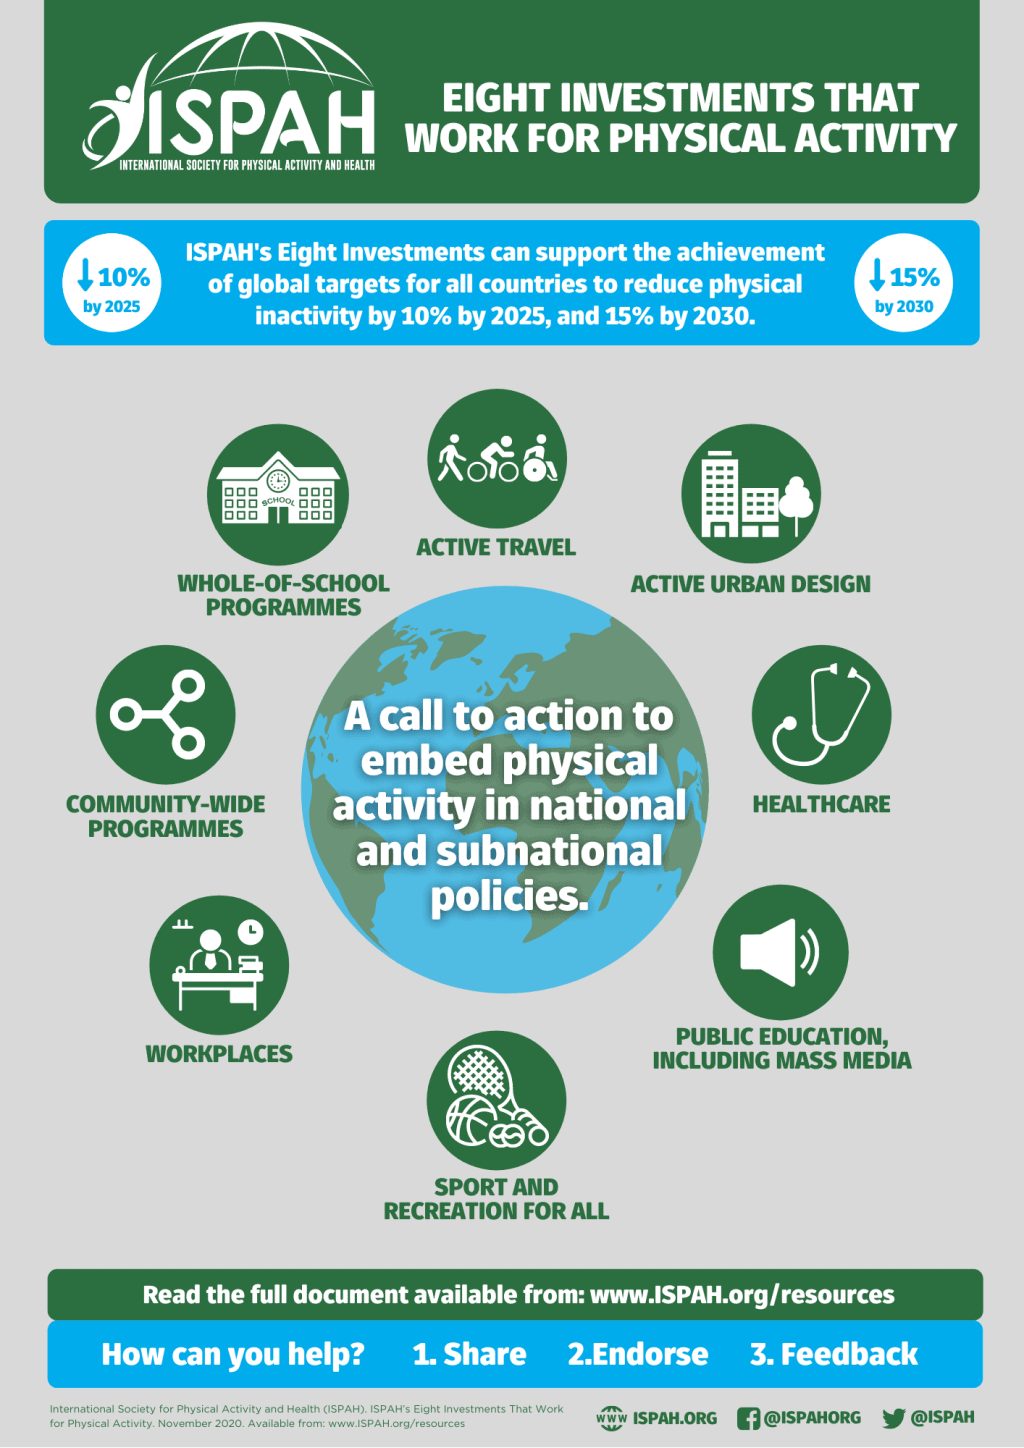 ISPAH
INTERNATIONAL SOCIETY FOR PHYSICAL ACTIVITY AND HEALTH
EIGHT INVESTMENTS THAT
WORK FOR PHYSICAL ACTIVITY
↓10%
by 2025
ISPAH's Eight Investments can support the achievement
of global targets for all countries to reduce physical
inactivity by 10% by 2025, and 15% by 2030.
↓15%
by 2030
SCHOOL
WHOLE-OF-SCHOOL
PROGRAMMES
ACTIVE TRAVEL
ACTIVE URBAN DESIGN
COMMUNITY-WIDE
PROGRAMMES
A call to action to
embed physical
activity in national
and subnational
policies.
HEALTHCARE
WORKPLACES
PUBLIC EDUCATION,
INCLUDING MASS MEDIA
SPORT AND
RECREATION FOR ALL
Read the full document available from: www.ISPAH.org/resources
How can you help? 1. Share 2.Endorse 3. Feedback
International Society for Physical Activity and Health (ISPAH). ISPAH's Eight Investments That Work
for Physical Activity. November 2020. Available from: www.ISPAH.org/resources
WWW ISPAH.ORG @ISPAHORG @ISPAH